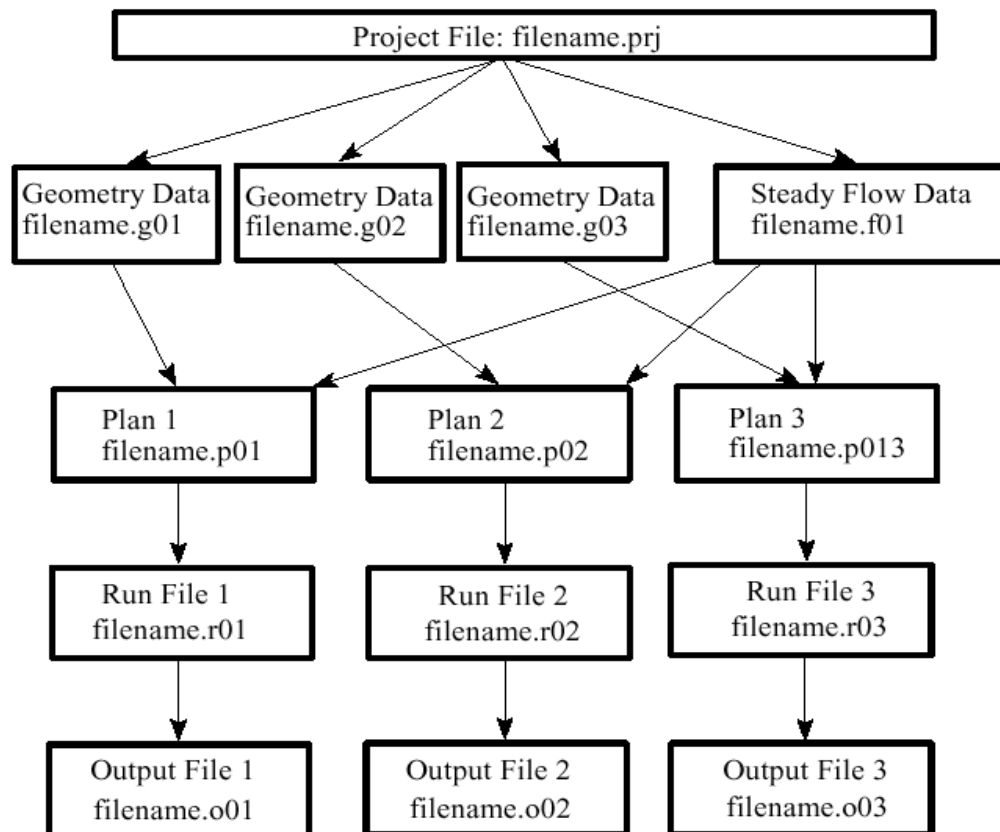 Project File: filename.prj
Geometry Data
filename.g01
Geometry Data
filename.g02
Geometry Data
filename.g03
Steady Flow Data
filename.f01
Plan 1
filename.p01
Plan 2
filename.p02
Plan 3
filename.p013
Run File 1
filename.r01
Run File 2
filename.r02
Run File 3
filename.r03
Output File 1
filename.o01
Output File 2
filename.o02
Output File 3
filename.o03